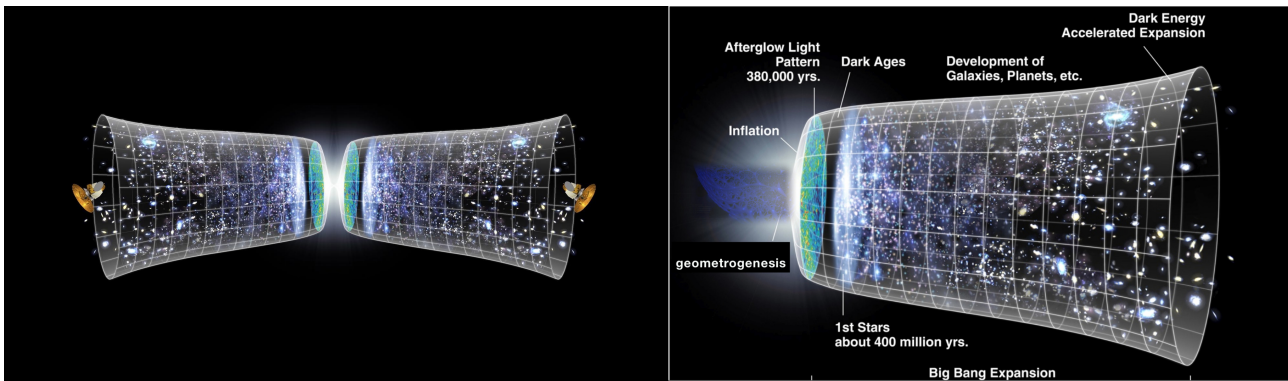 Dark Energy
Accelerated Expansion
Afterglow Light
Pattern
380,000 yrs.
Dark Ages
Development of
Galaxies, Planets, etc.
Inflation
geometrogenesis
1st Stars
about 400 million yrs.
Big Bang Expansion